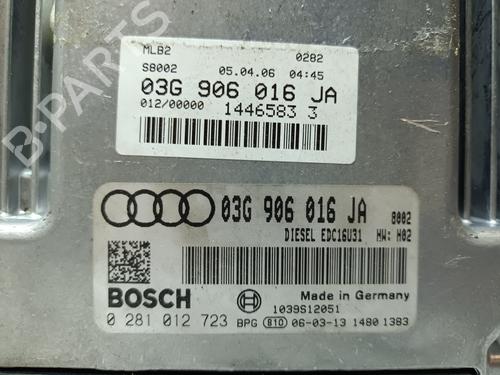 MLB2 0282
S8002 05.04.06 04:45
03G 906 016 JA
012/00000 1446583 3
03G 906 016 JA 8002
DIESEL EDC16U31 HW: H02
BOSCH
Made in Germany
1039S12051
0 281 012 723 BPG 810 06-03-13 1480 1383
B-PARTS